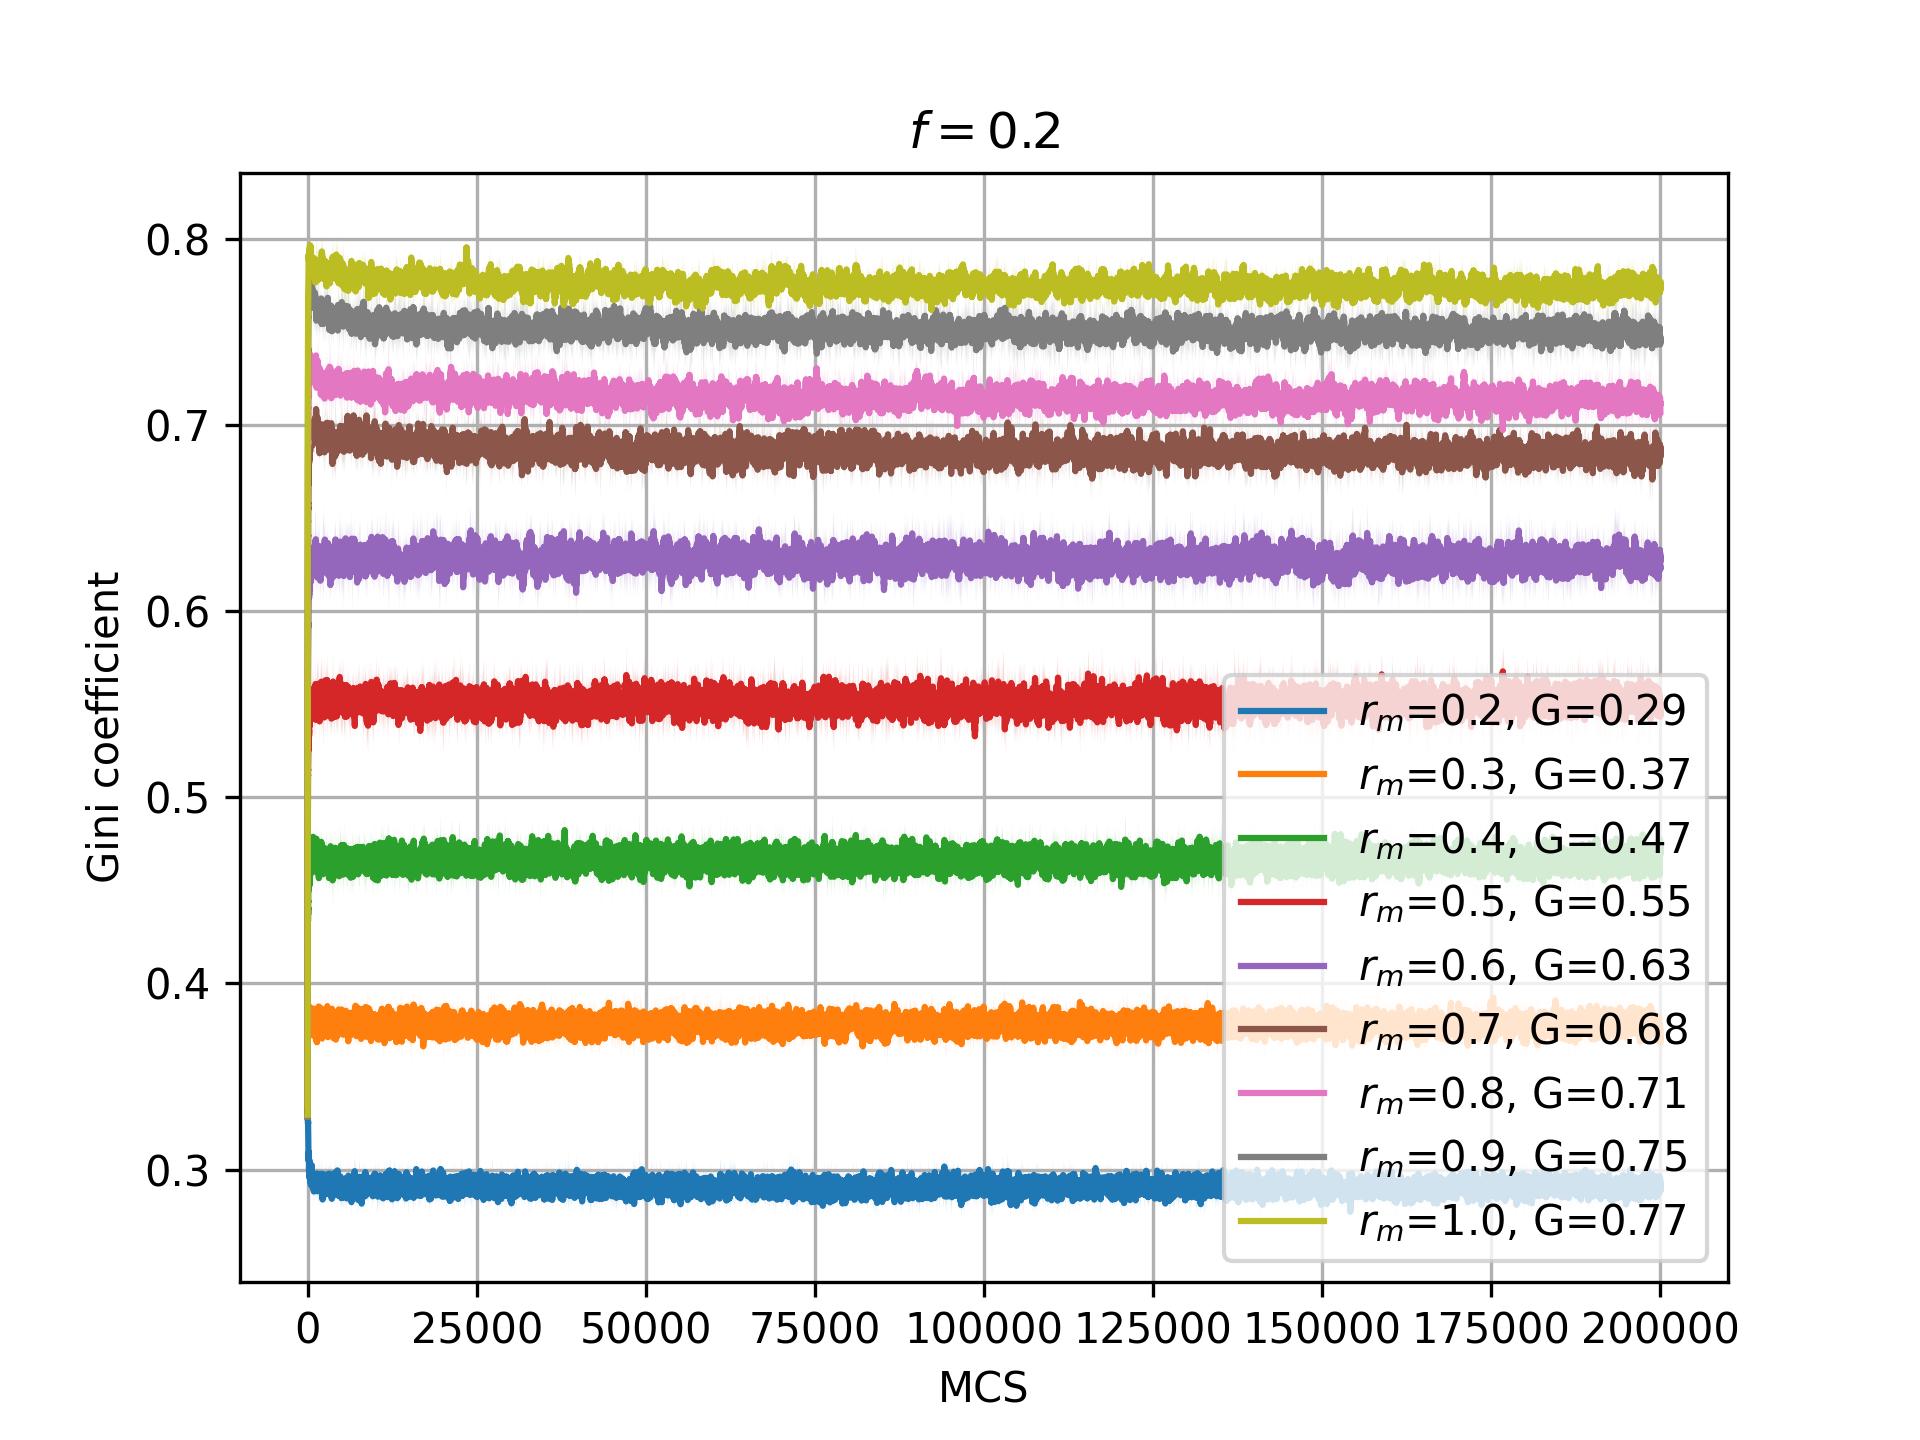 f = 0.2
0.8
0.7
0.6
0.5
0.4
0.3
Gini coefficient
r_m=0.2, G=0.29
r_m=0.3, G=0.37
r_m=0.4, G=0.47
r_m=0.5, G=0.55
r_m=0.6, G=0.63
r_m=0.7, G=0.68
r_m=0.8, G=0.71
r_m=0.9, G=0.75
r_m=1.0, G=0.77
0 25000 50000 75000 100000 125000 150000 175000 200000
MCS